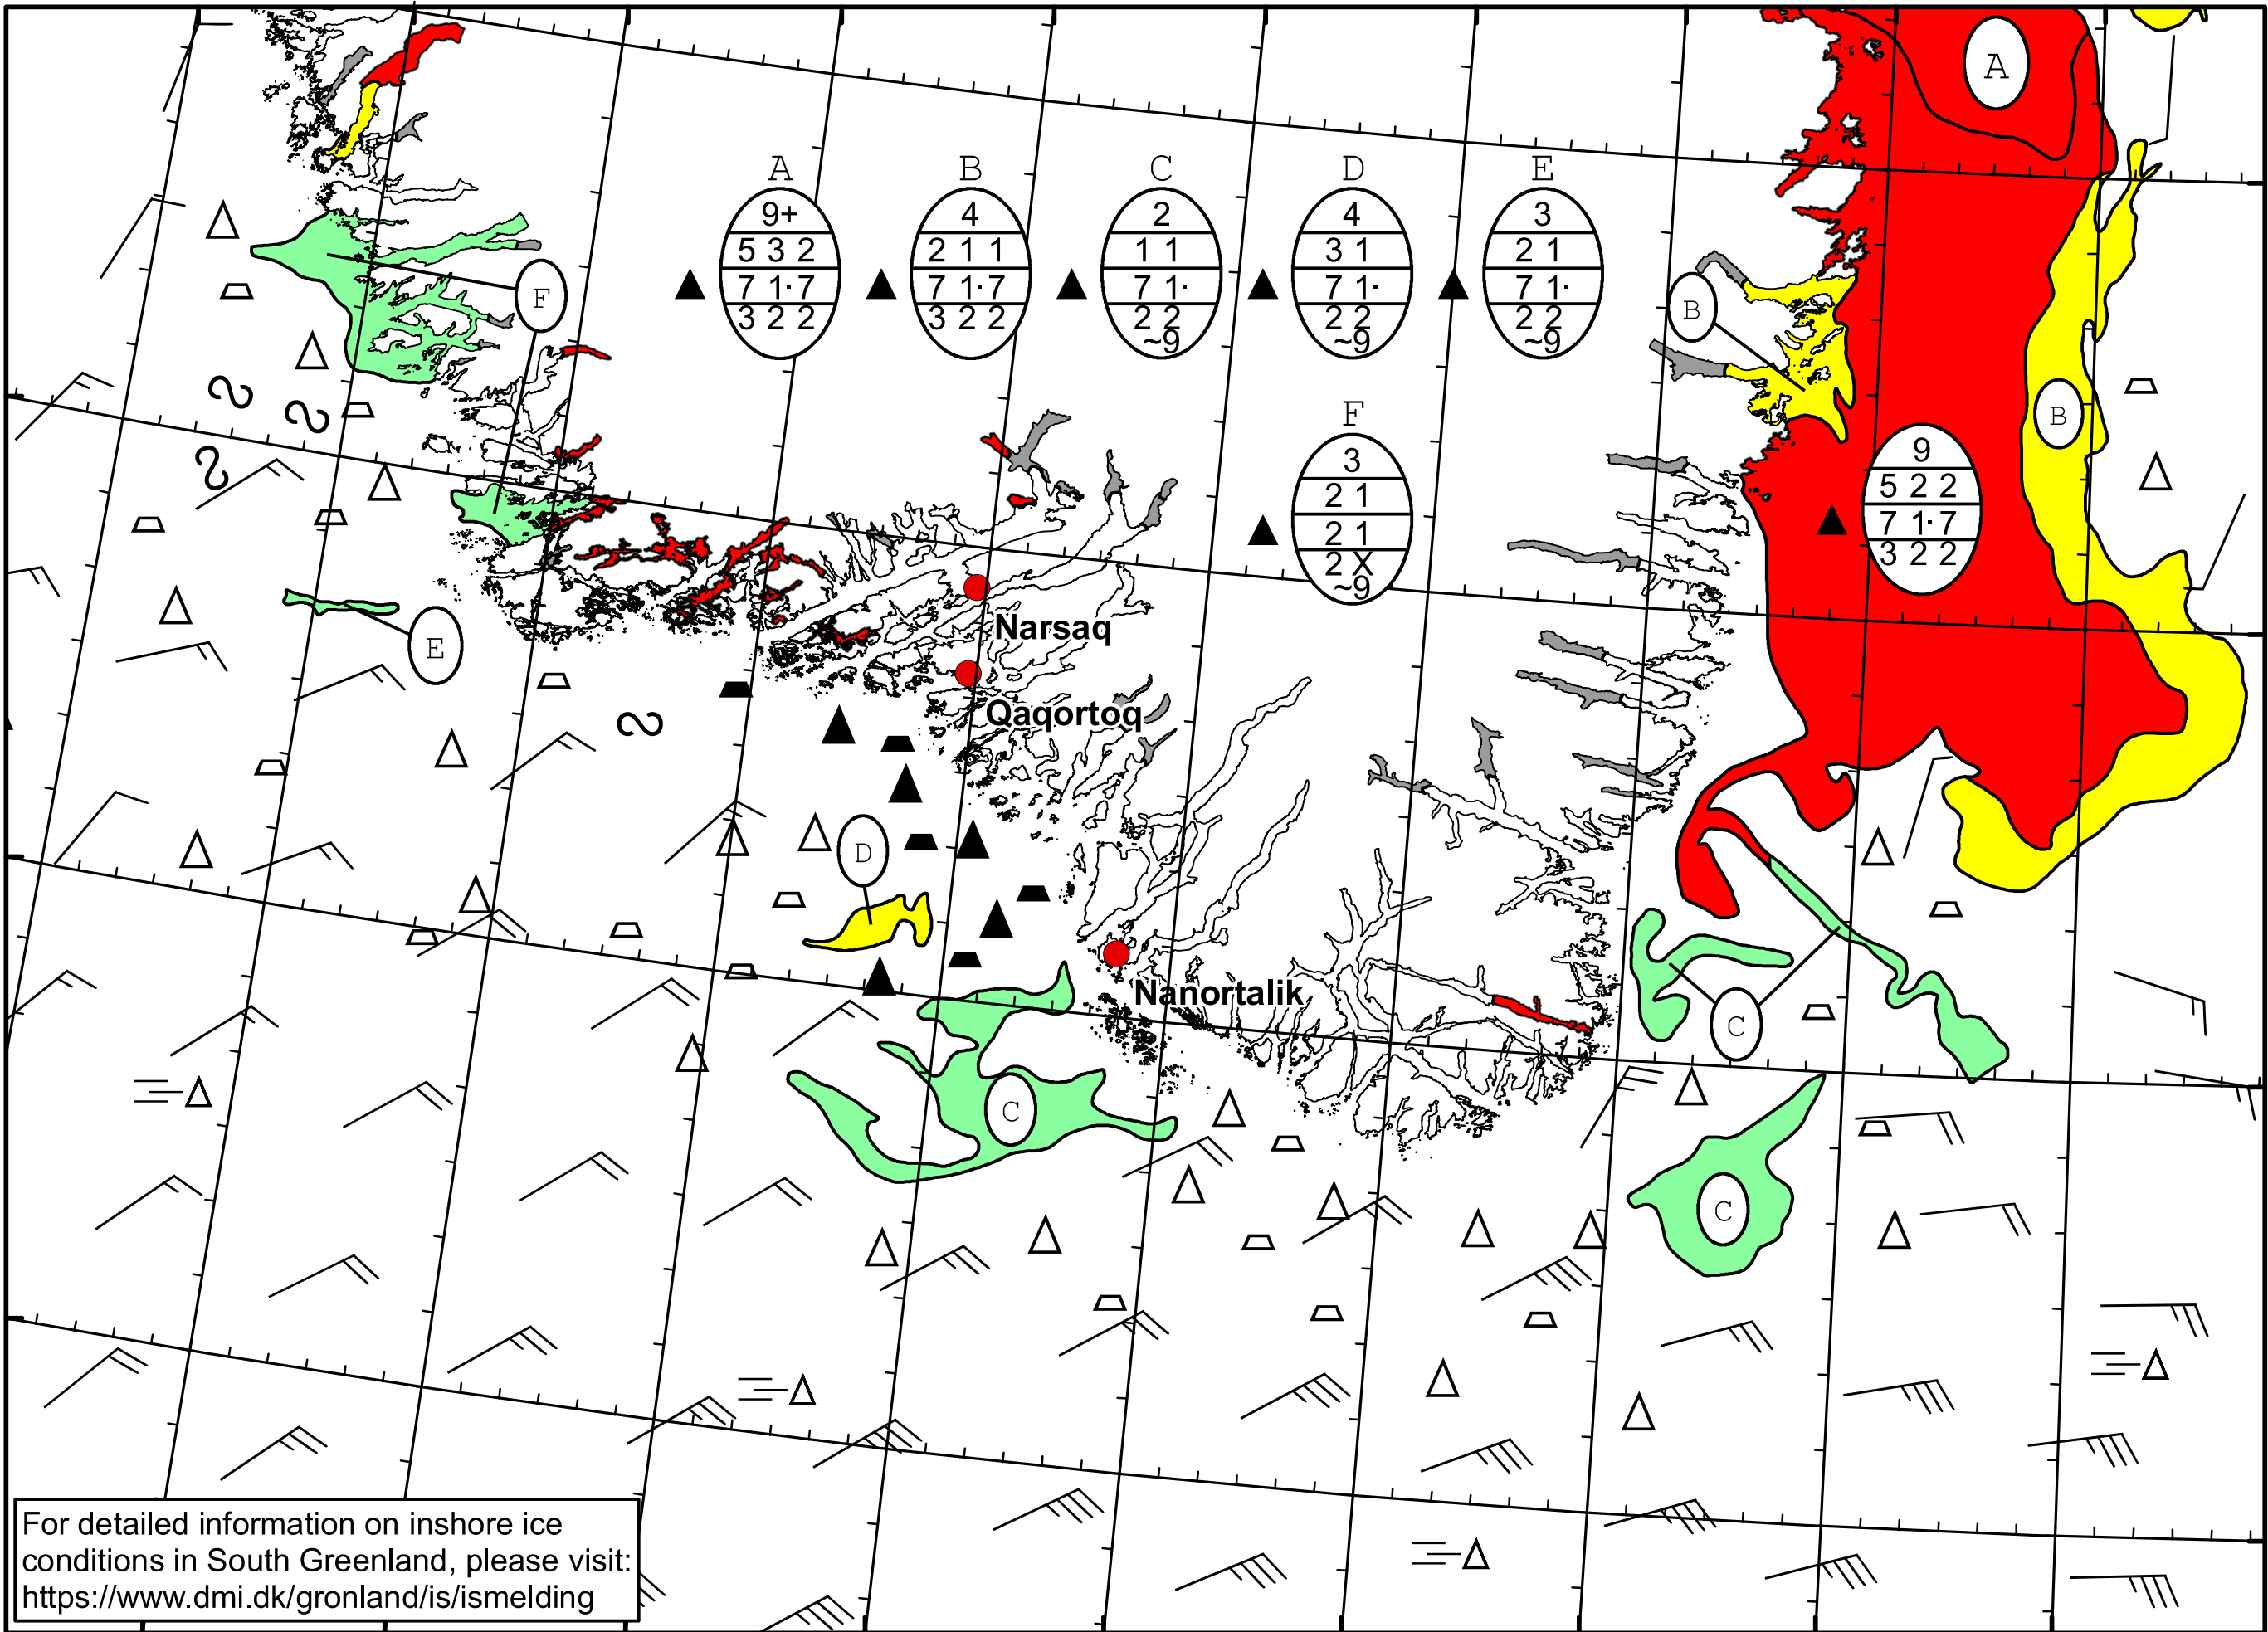 A
A B C D E
9+ 4 2 4 3
5 3 2 2 1 1 1 1 3 1 2 1
7 1·7 7 1·7 7 1· 7 1· 7 1·
3 2 2 3 2 2 2 2 2 2 2 2
~9 ~9 ~9
F
B
B
F
3
2 1
2 1
2 X
~9
9
5 2 2
7 1·7
3 2 2
Narsaq
E
Qaqortoq
D
Nanortalik
C
C
C
For detailed information on inshore ice
conditions in South Greenland, please visit:
https://www.dmi.dk/gronland/is/ismelding